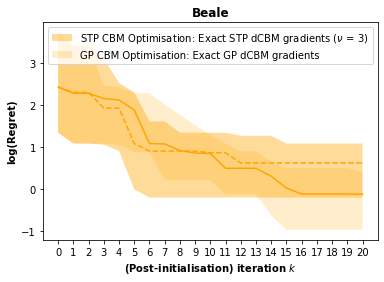 Beale
STP CBM Optimisation: Exact STP dCBM gradients (ν = 3)
GP CBM Optimisation: Exact GP dCBM gradients
log(Regret)
3
2
1
0
−1
0 1 2 3 4 5 6 7 8 9 10 11 12 13 14 15 16 17 18 19 20
(Post-initialisation) iteration k